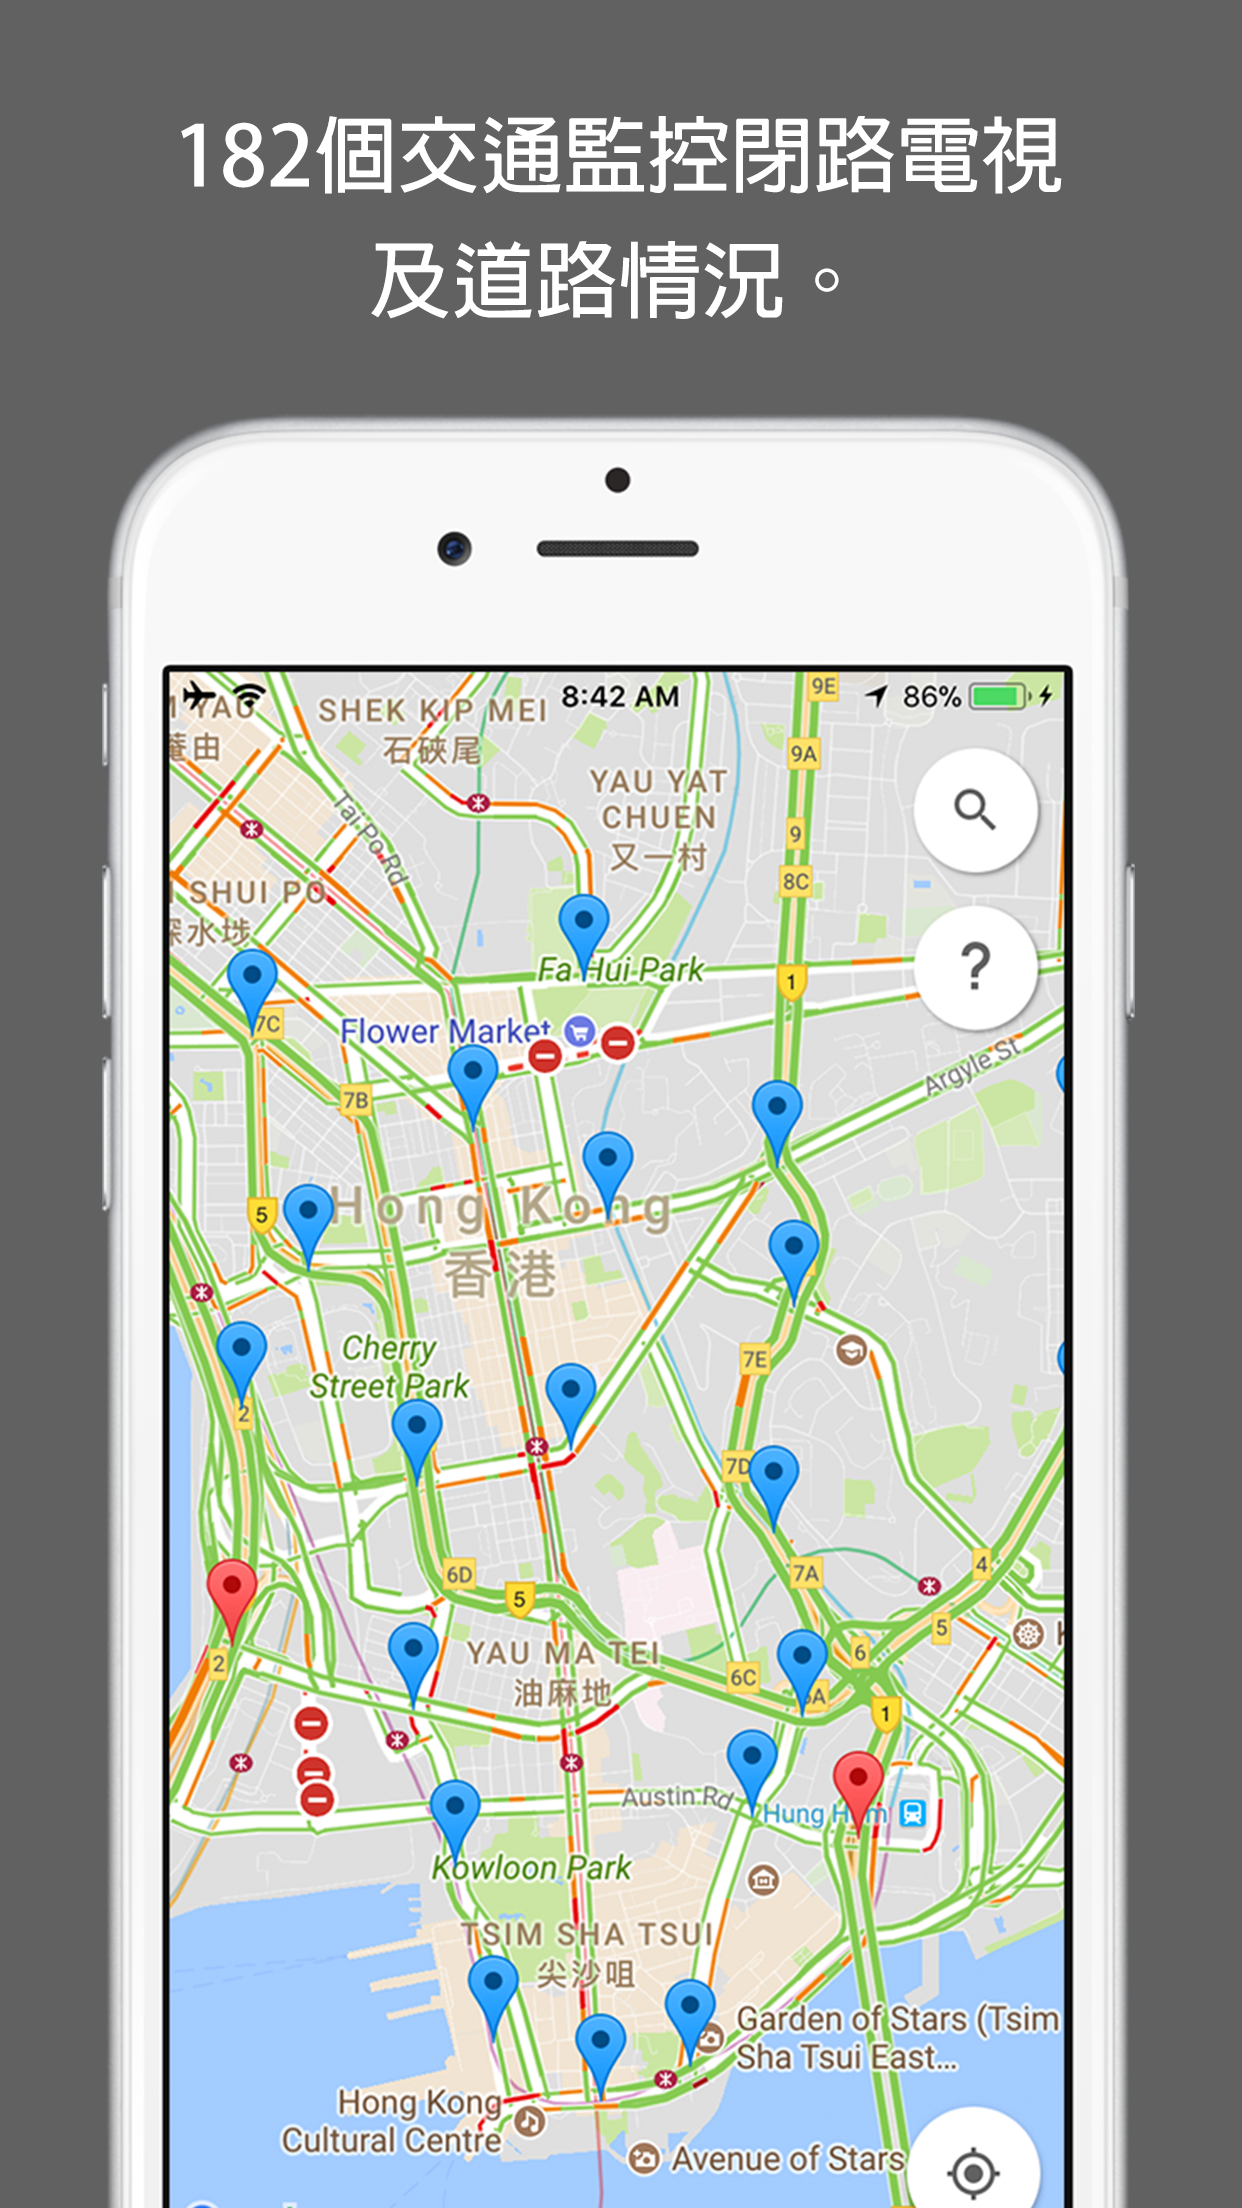 182個交通監控閉路電視
及道路情況。
8:42 AM
86%
9E
YAU
SHEK KIP MEI
石硤尾
9A
YAU YAT
CHUEN
又一村
Tai Po Rd
9
8C
SHUI PO
深水埗
?
Fa Hui Park
1
7C
Flower Market
Argyle St
7B
5
Hong Kong
香港
Cherry
Street Park
7E
2
7D
6D
5
7A
4
5
YAU MA TEI
油麻地
6
2
6C
6A
1
Austin Rd
Hung Hom
Kowloon Park
TSIM SHA TSUI
尖沙咀
Garden of Stars (Tsim
Sha Tsui East...
Hong Kong
Cultural Centre
Avenue of Stars